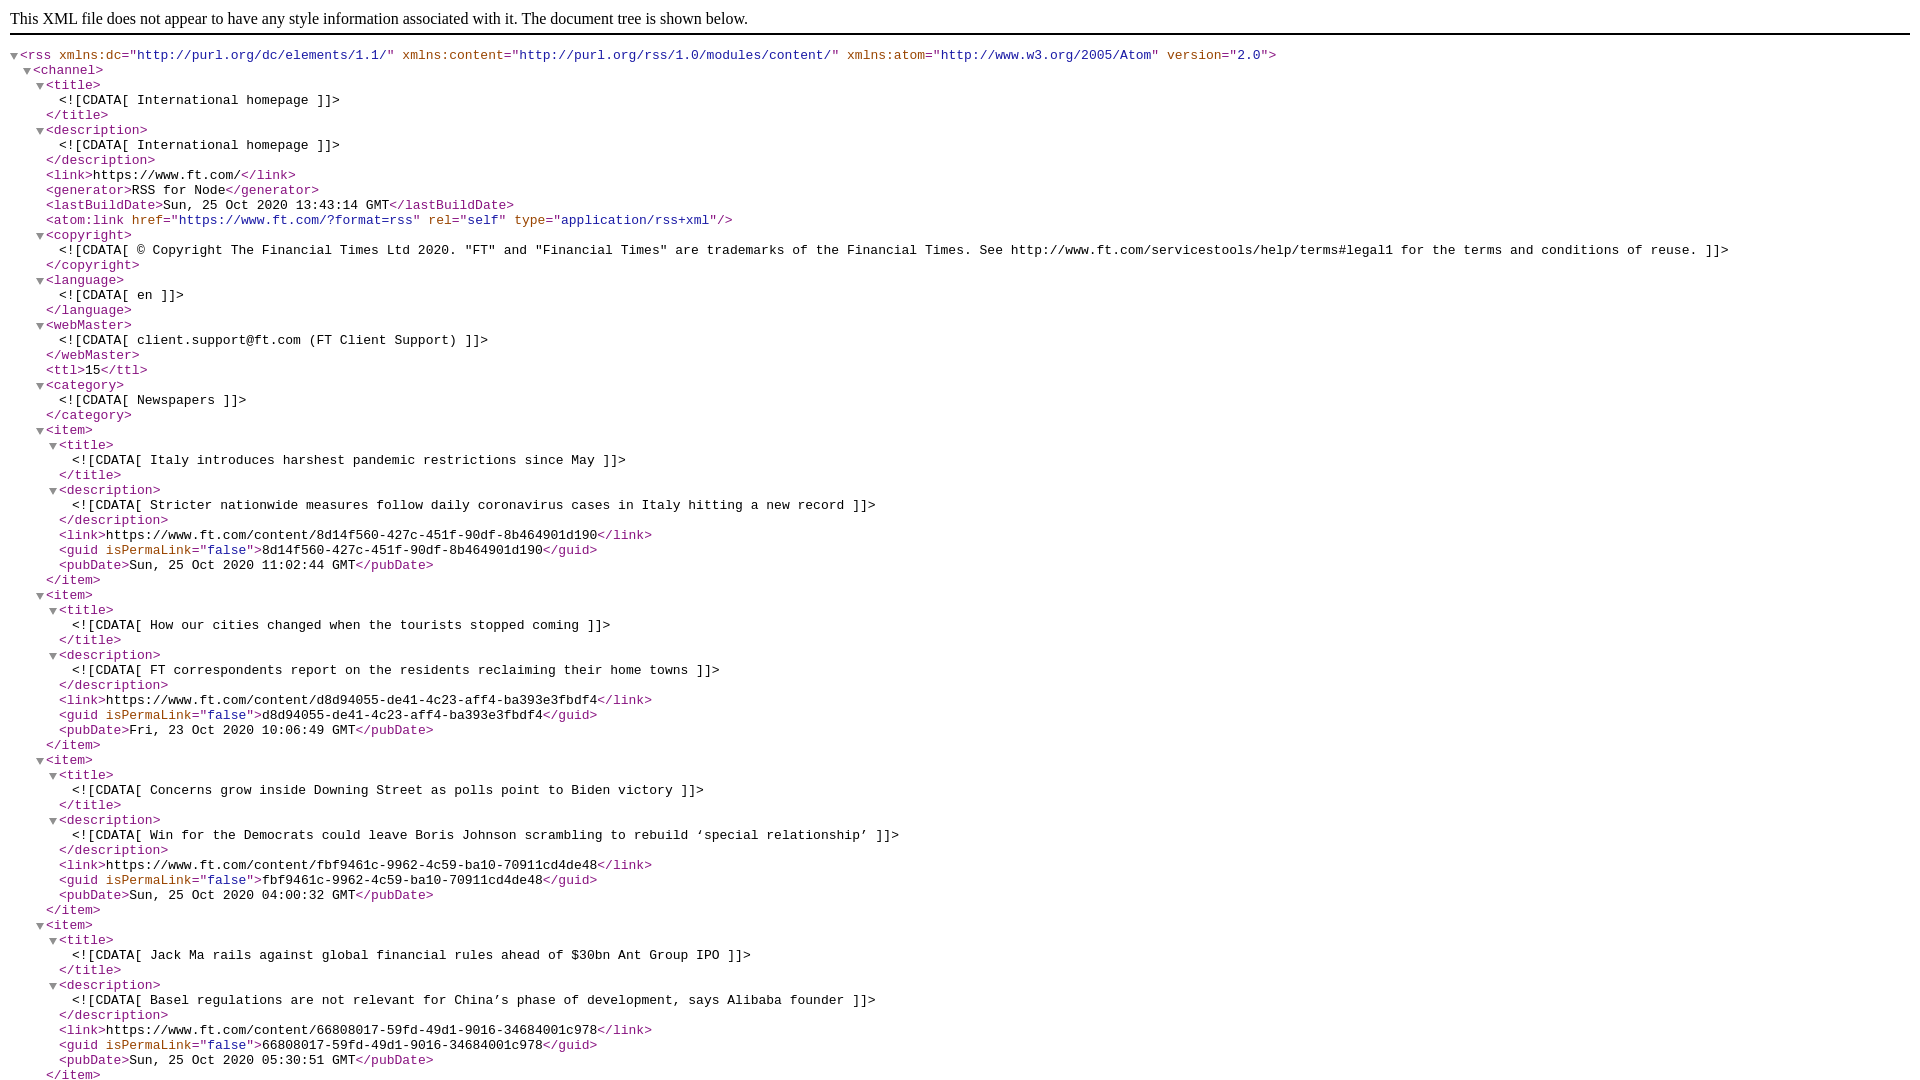 This XML file does not appear to have any style information associated with it. The document tree is shown below.
<rss xmlns:dc="http://purl.org/dc/elements/1.1/" xmlns:content="http://purl.org/rss/1.0/modules/content/" xmlns:atom="http://www.w3.org/2005/Atom" version="2.0">
<channel>
<title>
<![CDATA[ International homepage ]]>
</title>
<description>
<![CDATA[ International homepage ]]>
</description>
<link>https://www.ft.com/</link>
<generator>RSS for Node</generator>
<lastBuildDate>Sun, 25 Oct 2020 13:43:14 GMT</lastBuildDate>
<atom:link href="https://www.ft.com/?format=rss" rel="self" type="application/rss+xml"/>
<copyright>
<![CDATA[ © Copyright The Financial Times Ltd 2020. "FT" and "Financial Times" are trademarks of the Financial Times. See http://www.ft.com/servicestools/help/terms#legal1 for the terms and conditions of reuse. ]]>
</copyright>
<language>
<![CDATA[ en ]]>
</language>
<webMaster>
<![CDATA[ client.support@ft.com (FT Client Support) ]]>
</webMaster>
<ttl>15</ttl>
<category>
<![CDATA[ Newspapers ]]>
</category>
<item>
<title>
<![CDATA[ Italy introduces harshest pandemic restrictions since May ]]>
</title>
<description>
<![CDATA[ Stricter nationwide measures follow daily coronavirus cases in Italy hitting a new record ]]>
</description>
<link>https://www.ft.com/content/8d14f560-427c-451f-90df-8b464901d190</link>
<guid isPermaLink="false">8d14f560-427c-451f-90df-8b464901d190</guid>
<pubDate>Sun, 25 Oct 2020 11:02:44 GMT</pubDate>
</item>
<item>
<title>
<![CDATA[ How our cities changed when the tourists stopped coming ]]>
</title>
<description>
<![CDATA[ FT correspondents report on the residents reclaiming their home towns ]]>
</description>
<link>https://www.ft.com/content/d8d94055-de41-4c23-aff4-ba393e3fbdf4</link>
<guid isPermaLink="false">d8d94055-de41-4c23-aff4-ba393e3fbdf4</guid>
<pubDate>Fri, 23 Oct 2020 10:06:49 GMT</pubDate>
</item>
<item>
<title>
<![CDATA[ Concerns grow inside Downing Street as polls point to Biden victory ]]>
</title>
<description>
<![CDATA[ Win for the Democrats could leave Boris Johnson scrambling to rebuild ‘special relationship’ ]]>
</description>
<link>https://www.ft.com/content/fbf9461c-9962-4c59-ba10-70911cd4de48</link>
<guid isPermaLink="false">fbf9461c-9962-4c59-ba10-70911cd4de48</guid>
<pubDate>Sun, 25 Oct 2020 04:00:32 GMT</pubDate>
</item>
<item>
<title>
<![CDATA[ Jack Ma rails against global financial rules ahead of $30bn Ant Group IPO ]]>
</title>
<description>
<![CDATA[ Basel regulations are not relevant for China’s phase of development, says Alibaba founder ]]>
</description>
<link>https://www.ft.com/content/66808017-59fd-49d1-9016-34684001c978</link>
<guid isPermaLink="false">66808017-59fd-49d1-9016-34684001c978</guid>
<pubDate>Sun, 25 Oct 2020 05:30:51 GMT</pubDate>
</item>